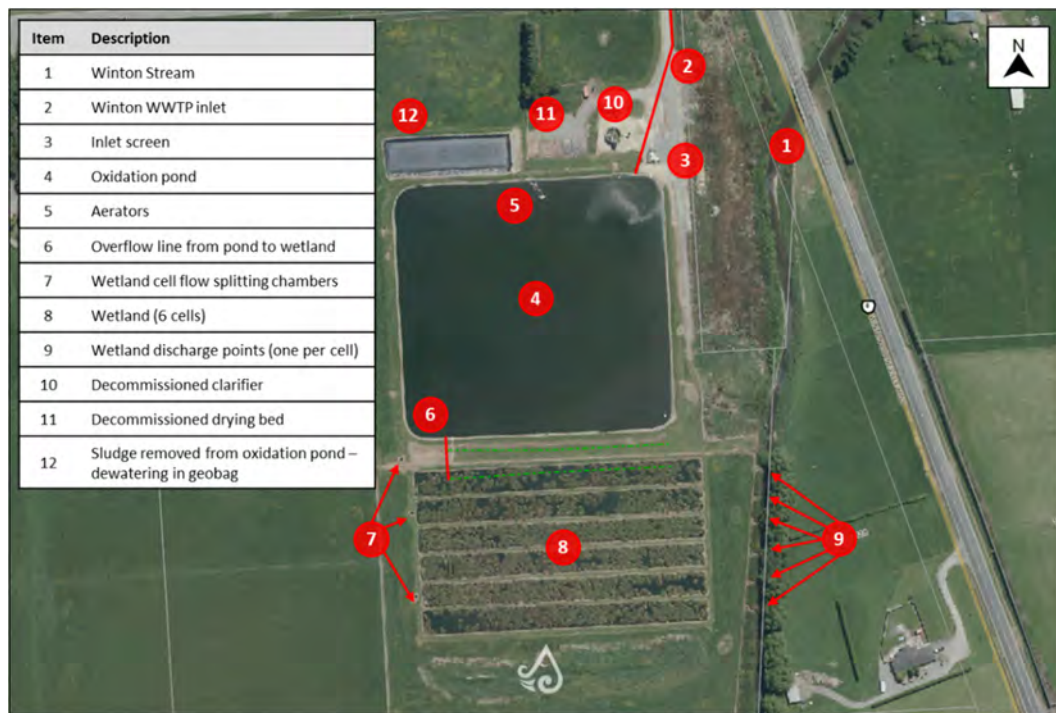 Item Description
1 Winton Stream
2 Winton WWTP inlet
3 Inlet screen
4 Oxidation pond
5 Aerators
6 Overflow line from pond to wetland
7 Wetland cell flow splitting chambers
8 Wetland (6 cells)
9 Wetland discharge points (one per cell)
10 Decommissioned clarifier
11 Decommissioned drying bed
12 Sludge removed from oxidation pond –
dewatering in geobag
N
2
12
11
10
1
3
5
4
6
7
8
9
6